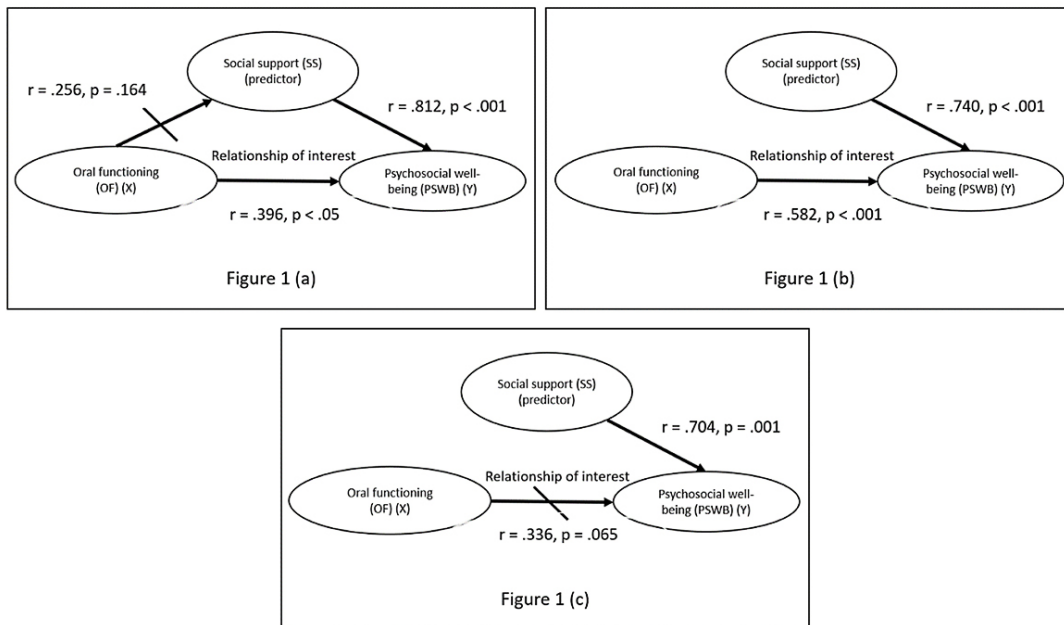 Social support (SS)
(predictor)
r = .256, p = .164
r = .812, p < .001
Relationship of interest
Oral functioning
(OF) (X)
Psychosocial well-
being (PSWB) (Y)
r = .396, p < .05
Figure 1 (a)
Social support (SS)
(predictor)
r = .740, p < .001
Relationship of interest
Oral functioning
(OF) (X)
Psychosocial well-
being (PSWB) (Y)
r = .582, p < .001
Figure 1 (b)
Social support (SS)
(predictor)
r = .704, p = .001
Relationship of interest
Oral functioning
(OF) (X)
Psychosocial well-
being (PSWB) (Y)
r = .336, p = .065
Figure 1 (c)